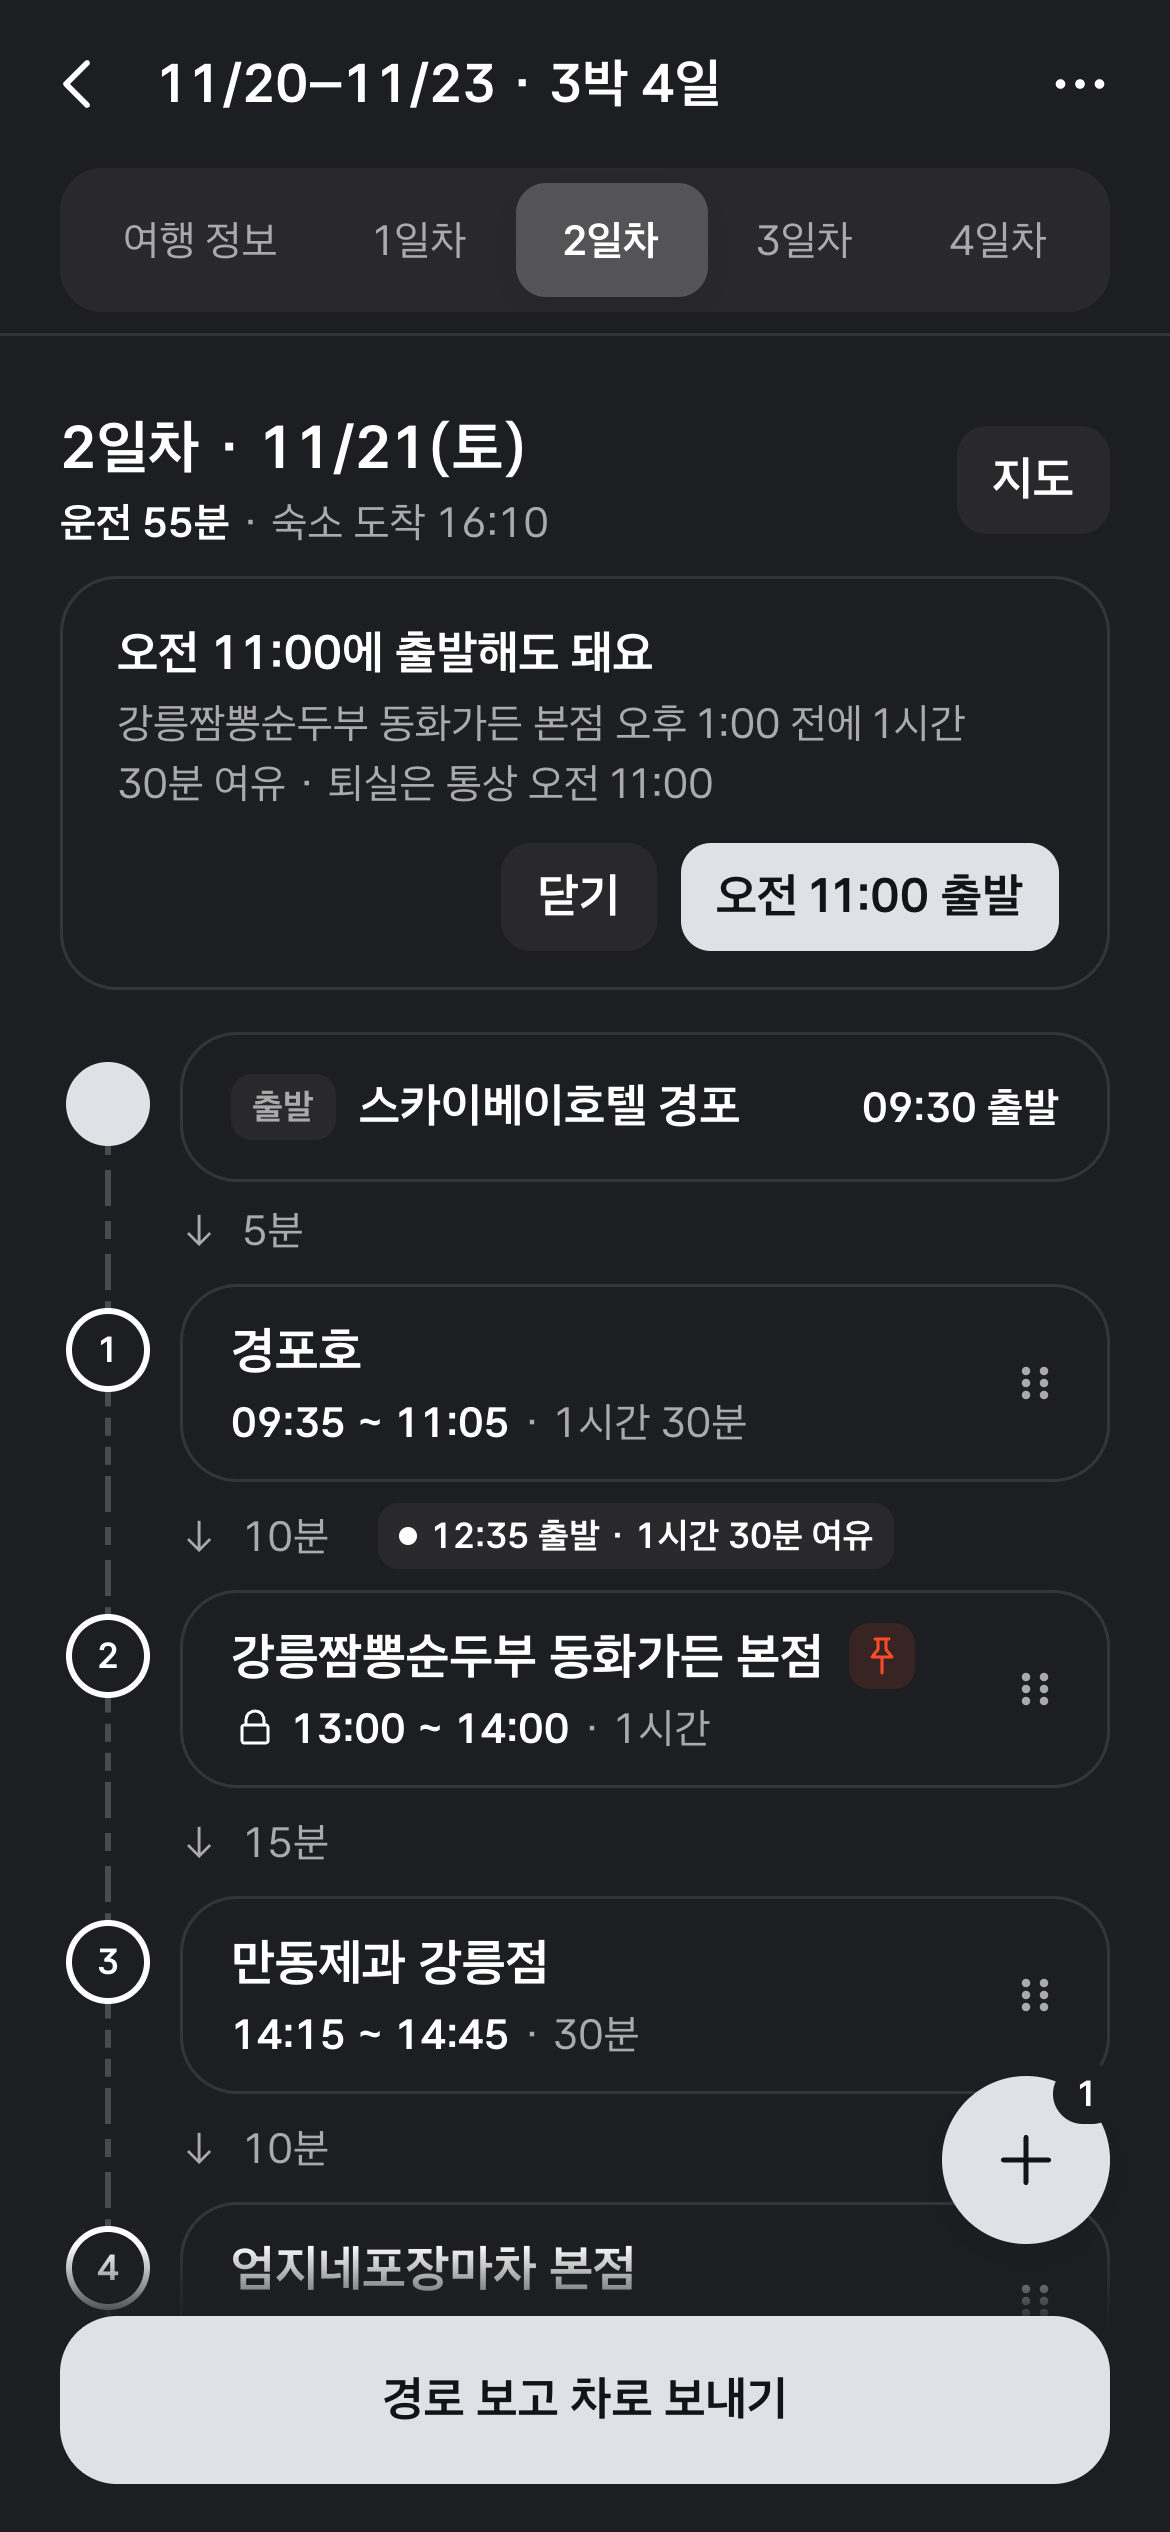 11/20–11/23 · 3박 4일
여행 정보 1일차 2일차 3일차 4일차
2일차 · 11/21(토)
지도
운전 55분 · 숙소 도착 16:10
오전 11:00에 출발해도 돼요
강릉짬뽕순두부 동화가든 본점 오후 1:00 전에 1시간
30분 여유 · 퇴실은 통상 오전 11:00
닫기 오전 11:00 출발
출발 스카이베이호텔 경포 09:30 출발
5분
1 경포호
09:35 ~ 11:05 · 1시간 30분
10분 12:35 출발 · 1시간 30분 여유
2 강릉짬뽕순두부 동화가든 본점
13:00 ~ 14:00 · 1시간
15분
3 만동제과 강릉점
14:15 ~ 14:45 · 30분
1
10분
4 엄지네포장마차 본점
경로 보고 차로 보내기